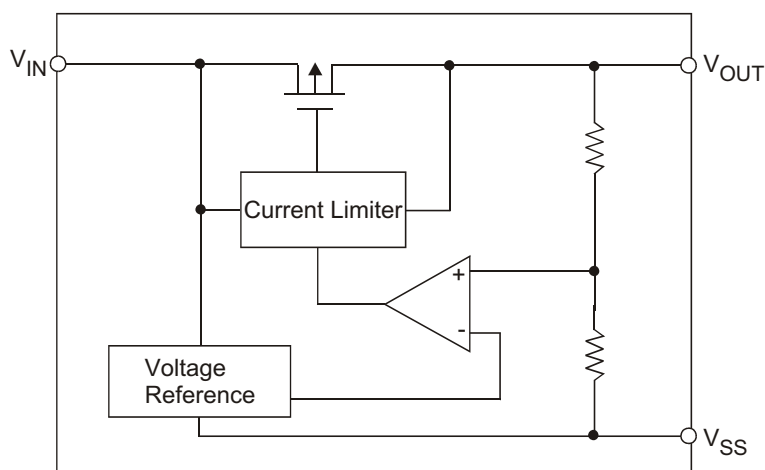 VIN
VOUT
Current Limiter
+
-
Voltage
Reference
VSS